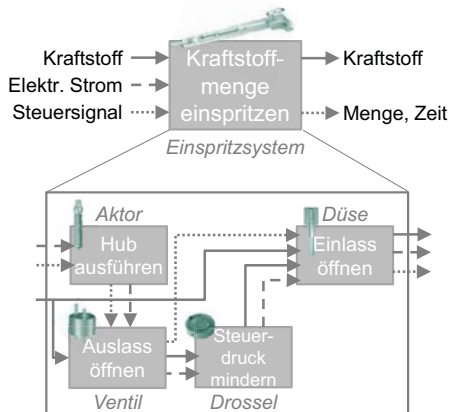 Kraftstoff
Elektr. Strom
Steuersignal
Kraftstoff-
menge
einspritzen
Kraftstoff
Menge, Zeit
Einspritzsystem
Aktor
Hub
ausführen
Düse
Einlass
öffnen
Auslass
öffnen
Ventil
Steuer-
druck
mindern
Drossel